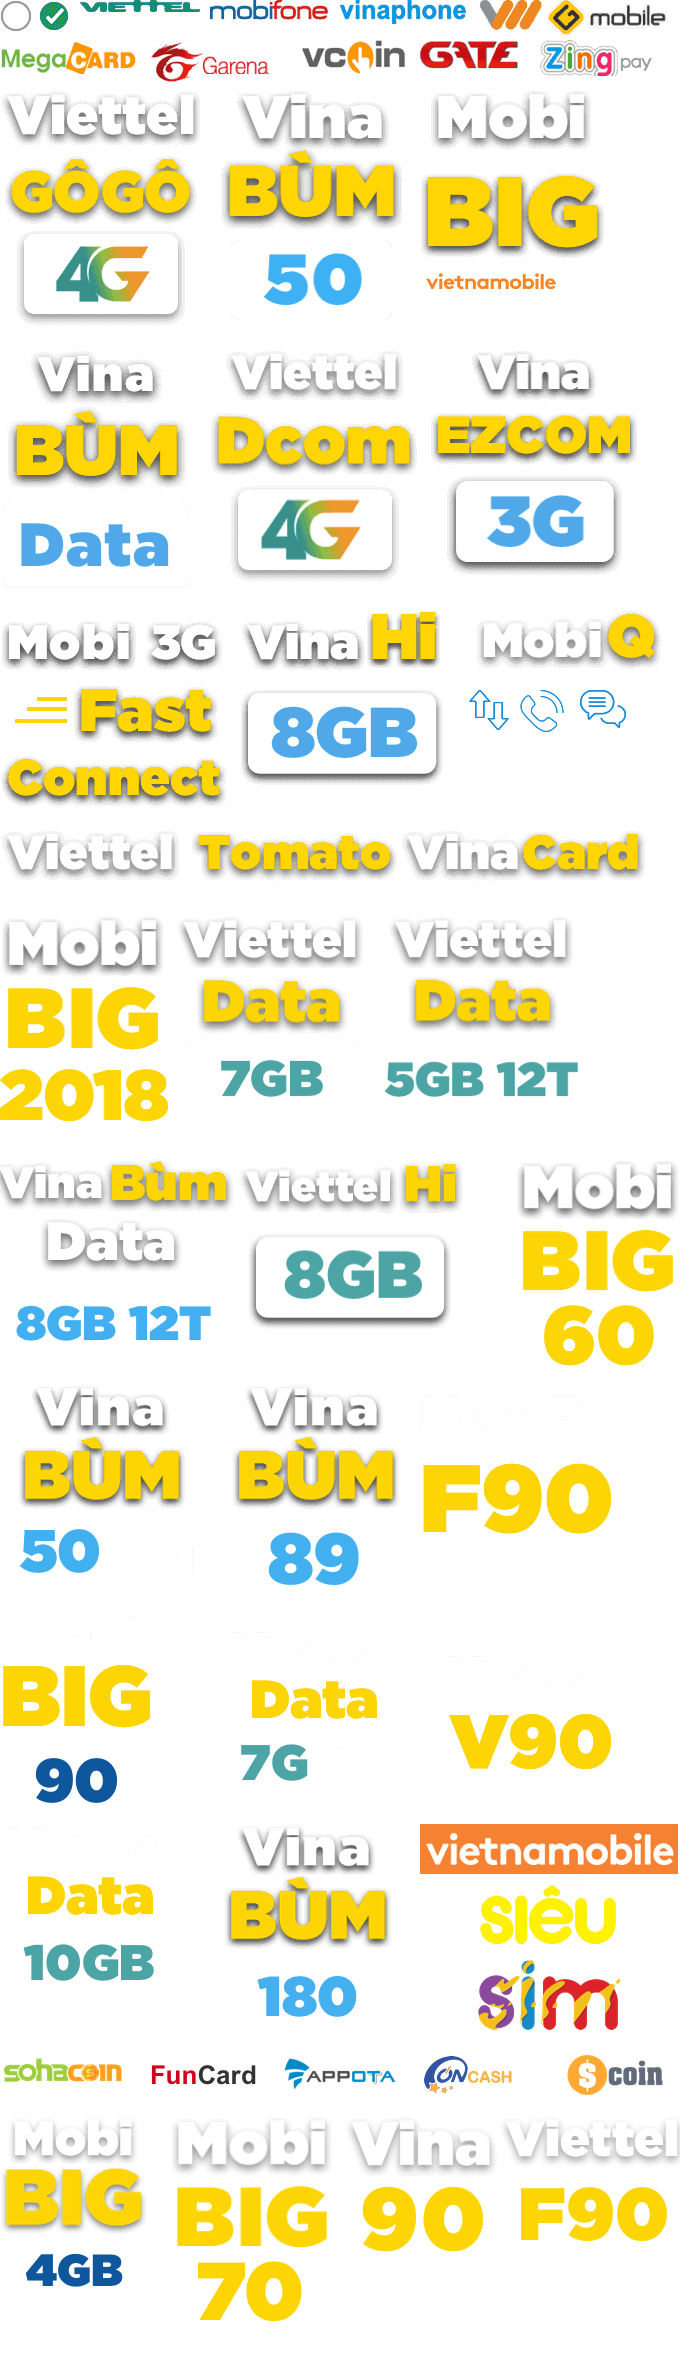 VIETTEL mobifone vinaphone mobile
MegaCARD Garena vcoin GATE Zing pay
Viettel Vina Mobi
GÔGÔ BÙM BIG
4G 50 vietnamobile
Vina Viettel Vina
BÙM Dcom EZCOM
Data 4G 3G
Mobi 3G Vina Hi Mobi Q
Fast 8GB
Connect
Viettel Tomato VinaCard
Mobi Viettel Viettel
BIG Data Data
2018 7GB 5GB 12T
Vina Bùm Viettel Hi Mobi
Data 8GB BIG
8GB 12T 60
Vina Vina
BÙM BÙM F90
50 89
BIG Data V90
90 7G
Vina vietnamobile
Data BÙM SIÊU
10GB 180 sim
sohacoin FunCard APPOTA ONCASH $coin
Mobi Mobi Vina Viettel
BIG BIG 90 F90
4GB 70